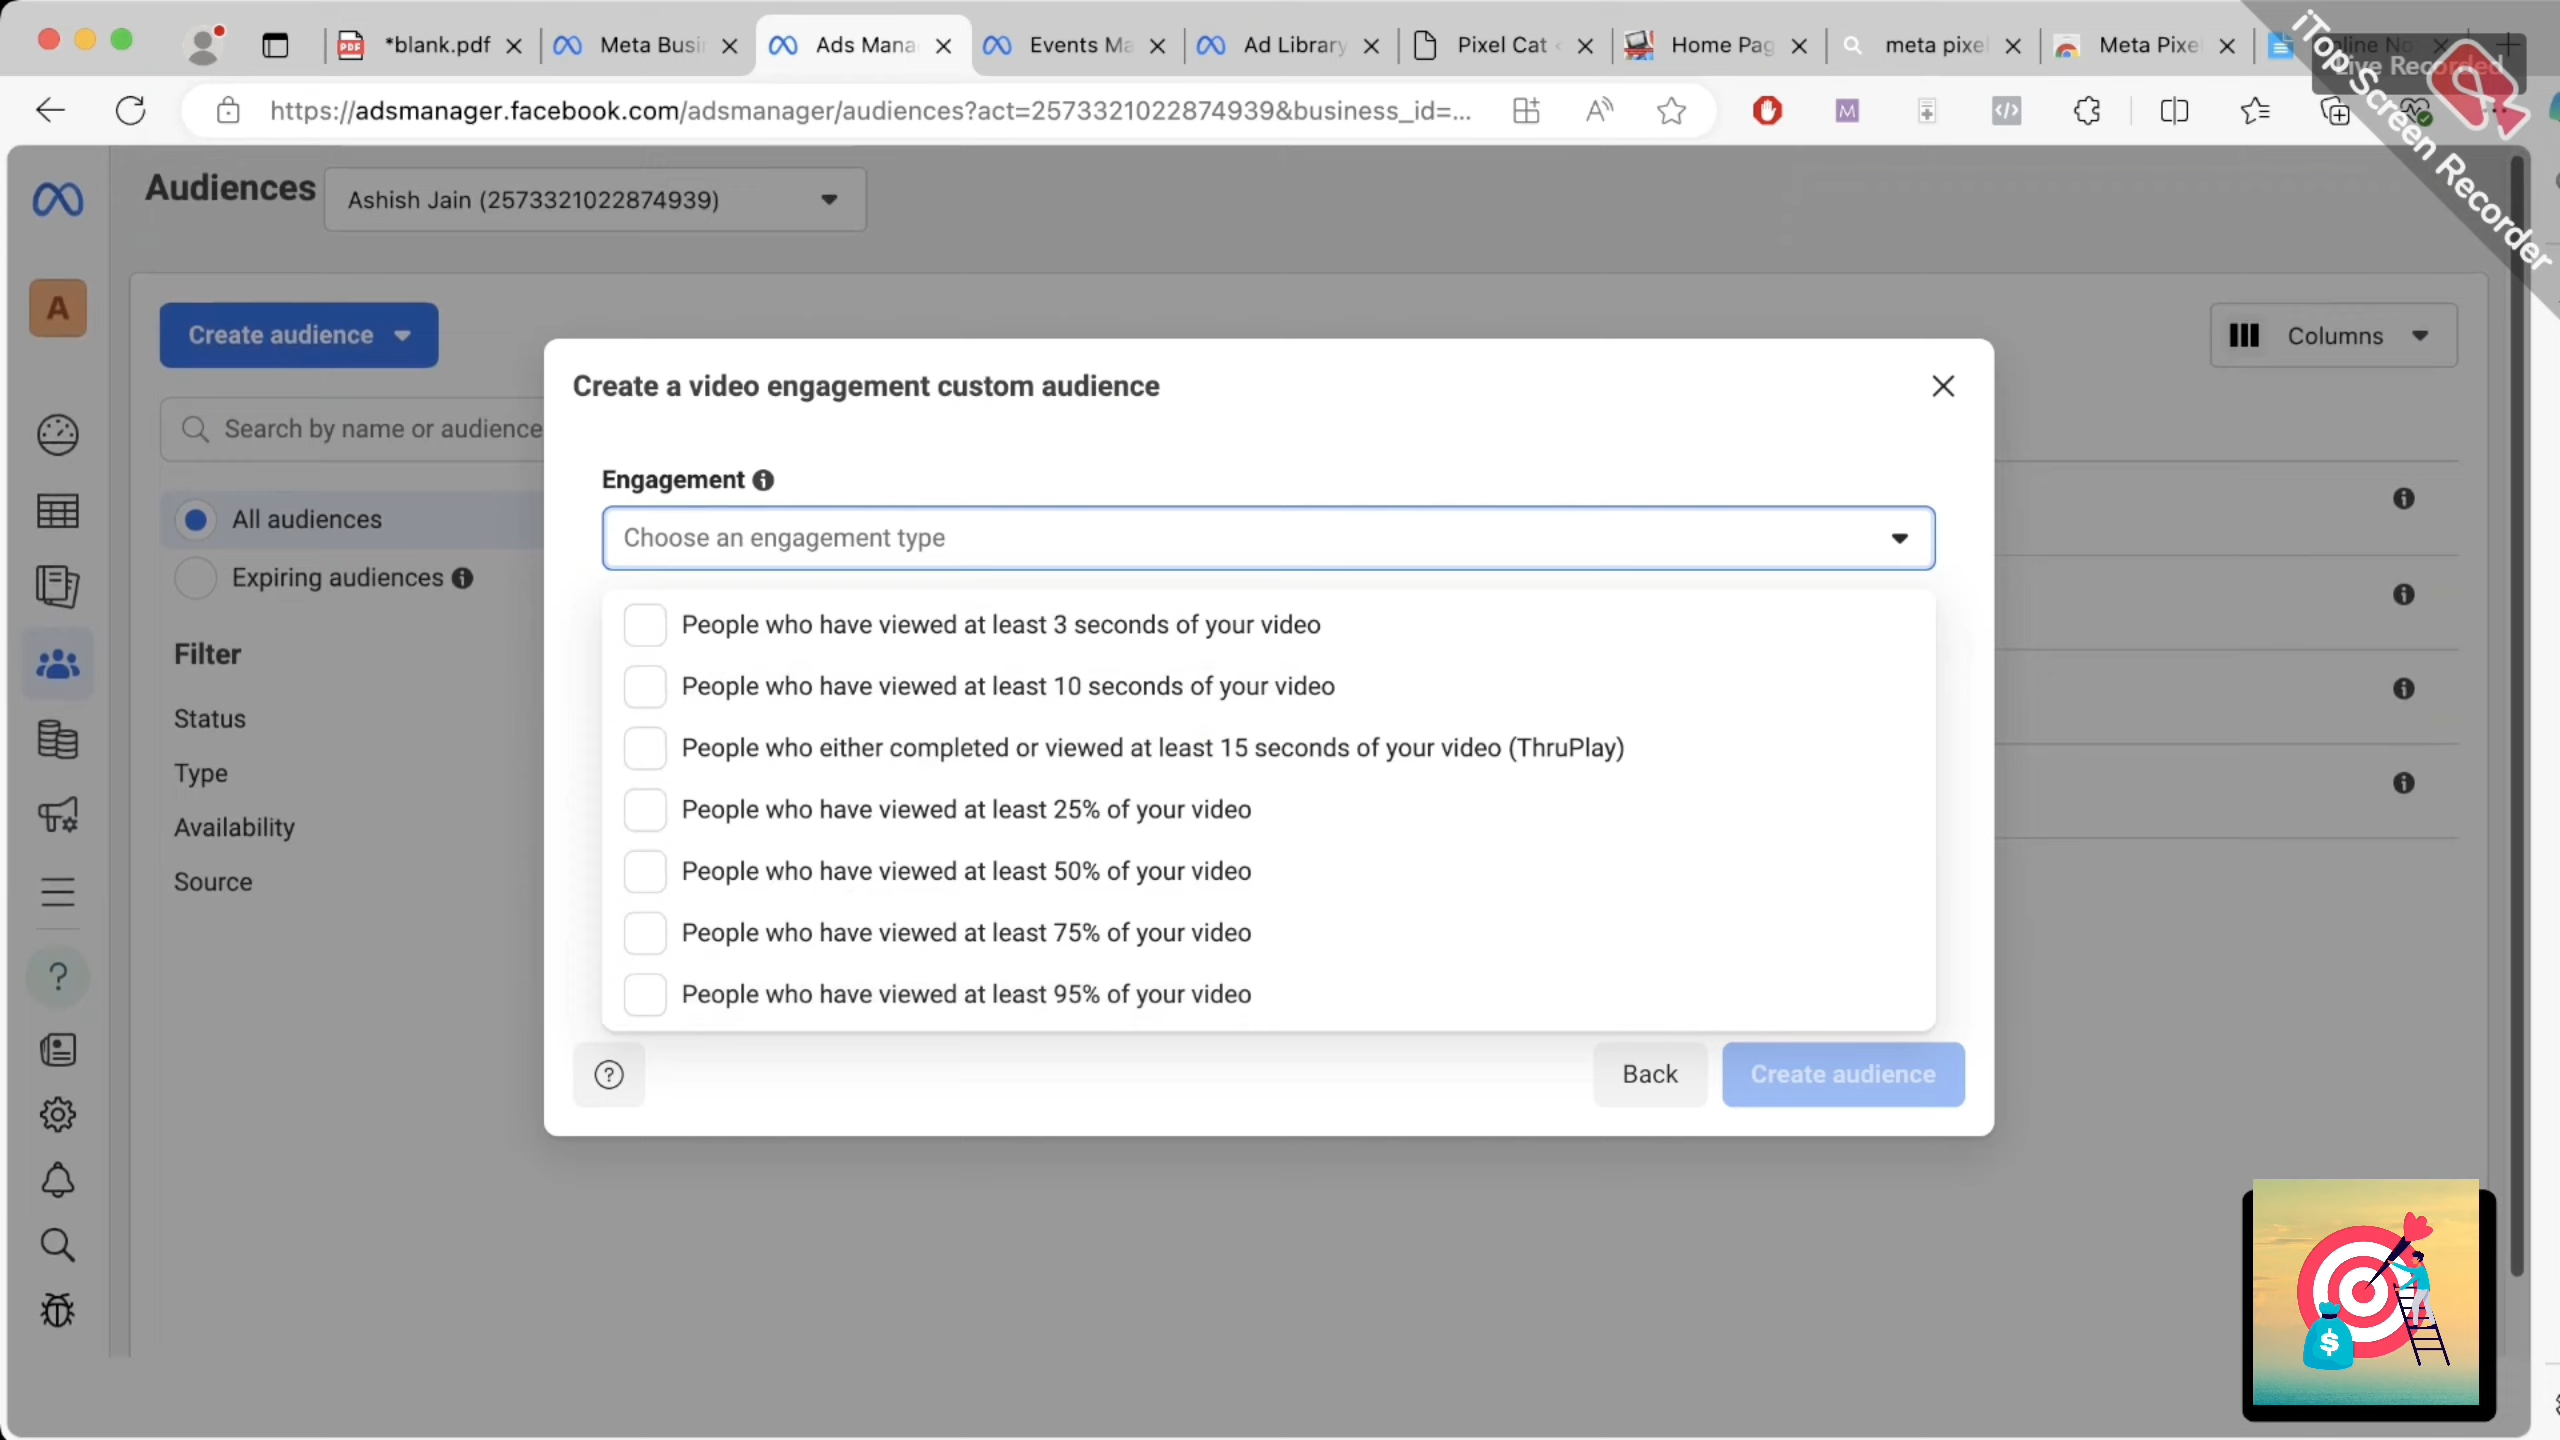 *blank.pdf
Meta Busi
Ads Mana
Events Ma
Ad Library
Pixel Cat
Home Pag
meta pixel
Meta Pixe
https://adsmanager.facebook.com/adsmanager/audiences?act=2573321022874939&business_id=...
Live Recorded
iTop Screen Recorder
Audiences
Ashish Jain (2573321022874939)
A
Create audience
Columns
Search by name or audience
All audiences
Expiring audiences
Filter
Status
Type
Availability
Source
Create a video engagement custom audience
Engagement
Choose an engagement type
People who have viewed at least 3 seconds of your video
People who have viewed at least 10 seconds of your video
People who either completed or viewed at least 15 seconds of your video (ThruPlay)
People who have viewed at least 25% of your video
People who have viewed at least 50% of your video
People who have viewed at least 75% of your video
People who have viewed at least 95% of your video
Back
Create audience